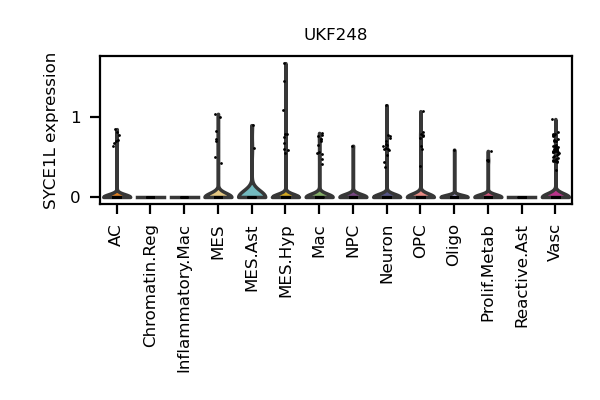 UKF248
SYCE1L expression
1
0
AC
Chromatin.Reg
Inflammatory.Mac
MES
MES.Ast
MES.Hyp
Mac
NPC
Neuron
OPC
Oligo
Prolif.Metab
Reactive.Ast
Vasc